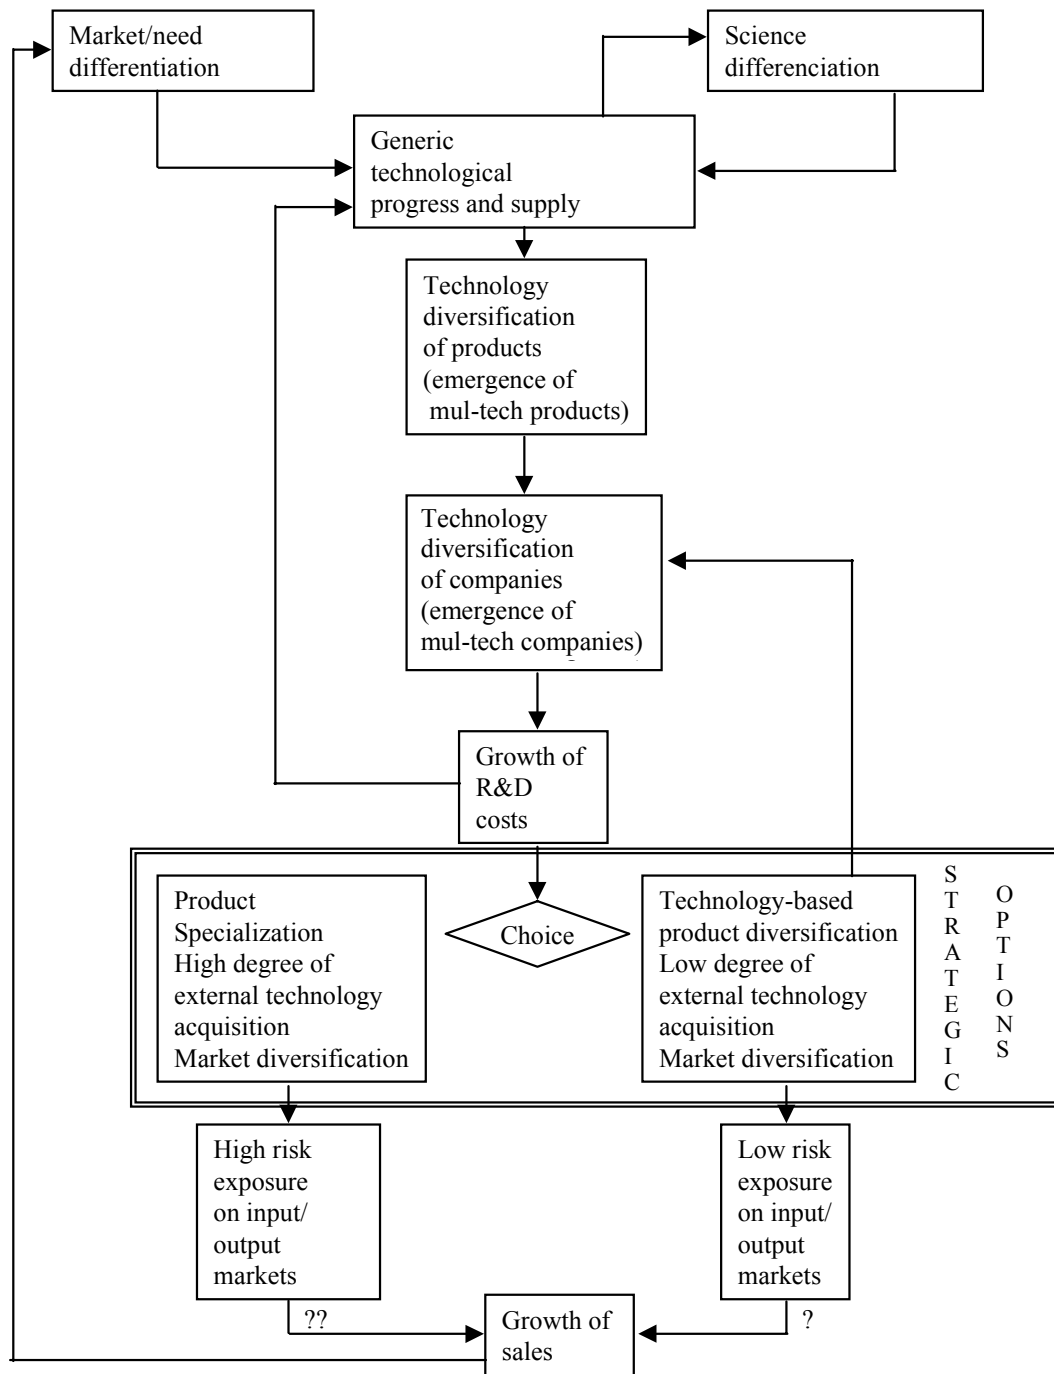 Market/need
differentiation
Science
differenciation
Generic
technological
progress and supply
Technology
diversification
of products
(emergence of
mul-tech products)
Technology
diversification
of companies
(emergence of
mul-tech companies)
Growth of
R&D
costs
Product
Specialization
High degree of
external technology
acquisition
Market diversification
Choice
Technology-based
product diversification
Low degree of
external technology
acquisition
Market diversification
STRATEGIC
OPTIONS
High risk
exposure
on input/
output
markets
Low risk
exposure
on input/
output
markets
??
Growth of
sales
?